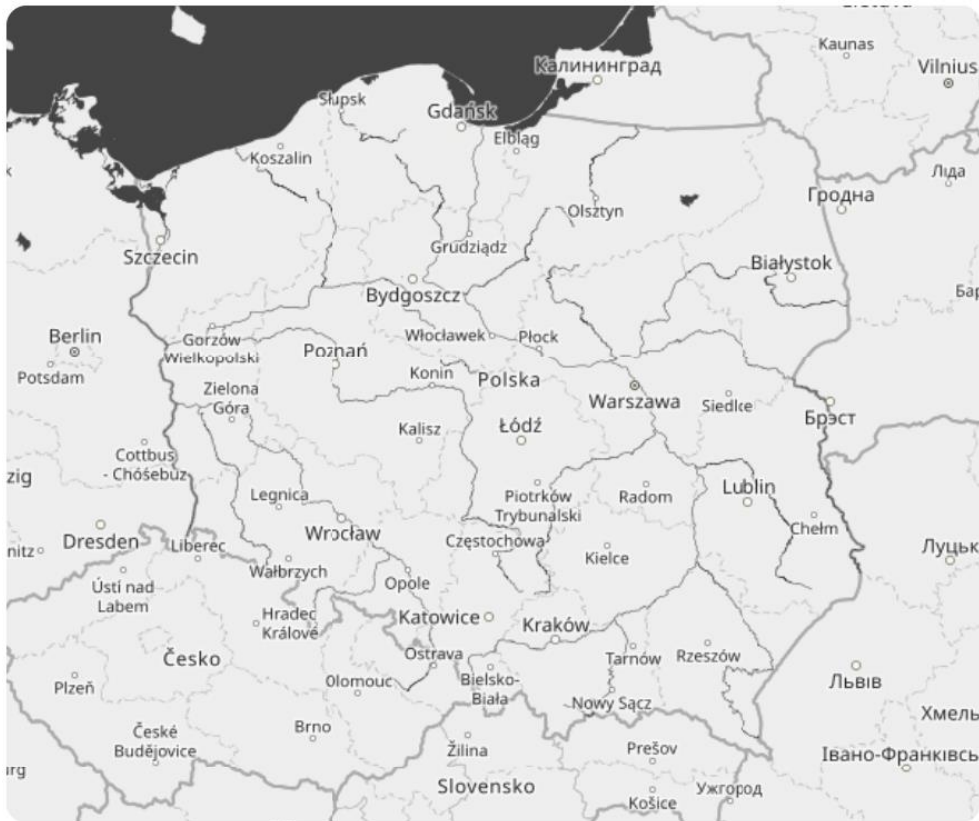 Kaunas
Vilnius
Калининград
Słupsk
Gdańsk
Elbląg
Koszalin
Ліда
Гродна
Olsztyn
Szczecin
Grudziądz
Białystok
Bydgoszcz
Berlin
Gorzów
Wielkopolski
Poznań
Włocławek
Płock
Potsdam
Konin
Polska
Warszawa
Siedlce
Zielona
Góra
Брэст
Kalisz
Łódź
Cottbus
- Chóśebuz
Legnica
Piotrków
Trybunalski
Radom
Lublin
Wrocław
Chełm
Dresden
Liberec
Częstochowa
Луцьк
Kielce
Wałbrzych
Ústí nad
Labem
Opole
Hradec
Králové
Katowice
Kraków
Česko
Ostrava
Tarnów
Rzeszów
Plzeň
Olomouc
Bielsko-
Biała
Nowy Sącz
Львів
České
Budějovice
Brno
Žilina
Prešov
Slovensko
Košice
Ужгород